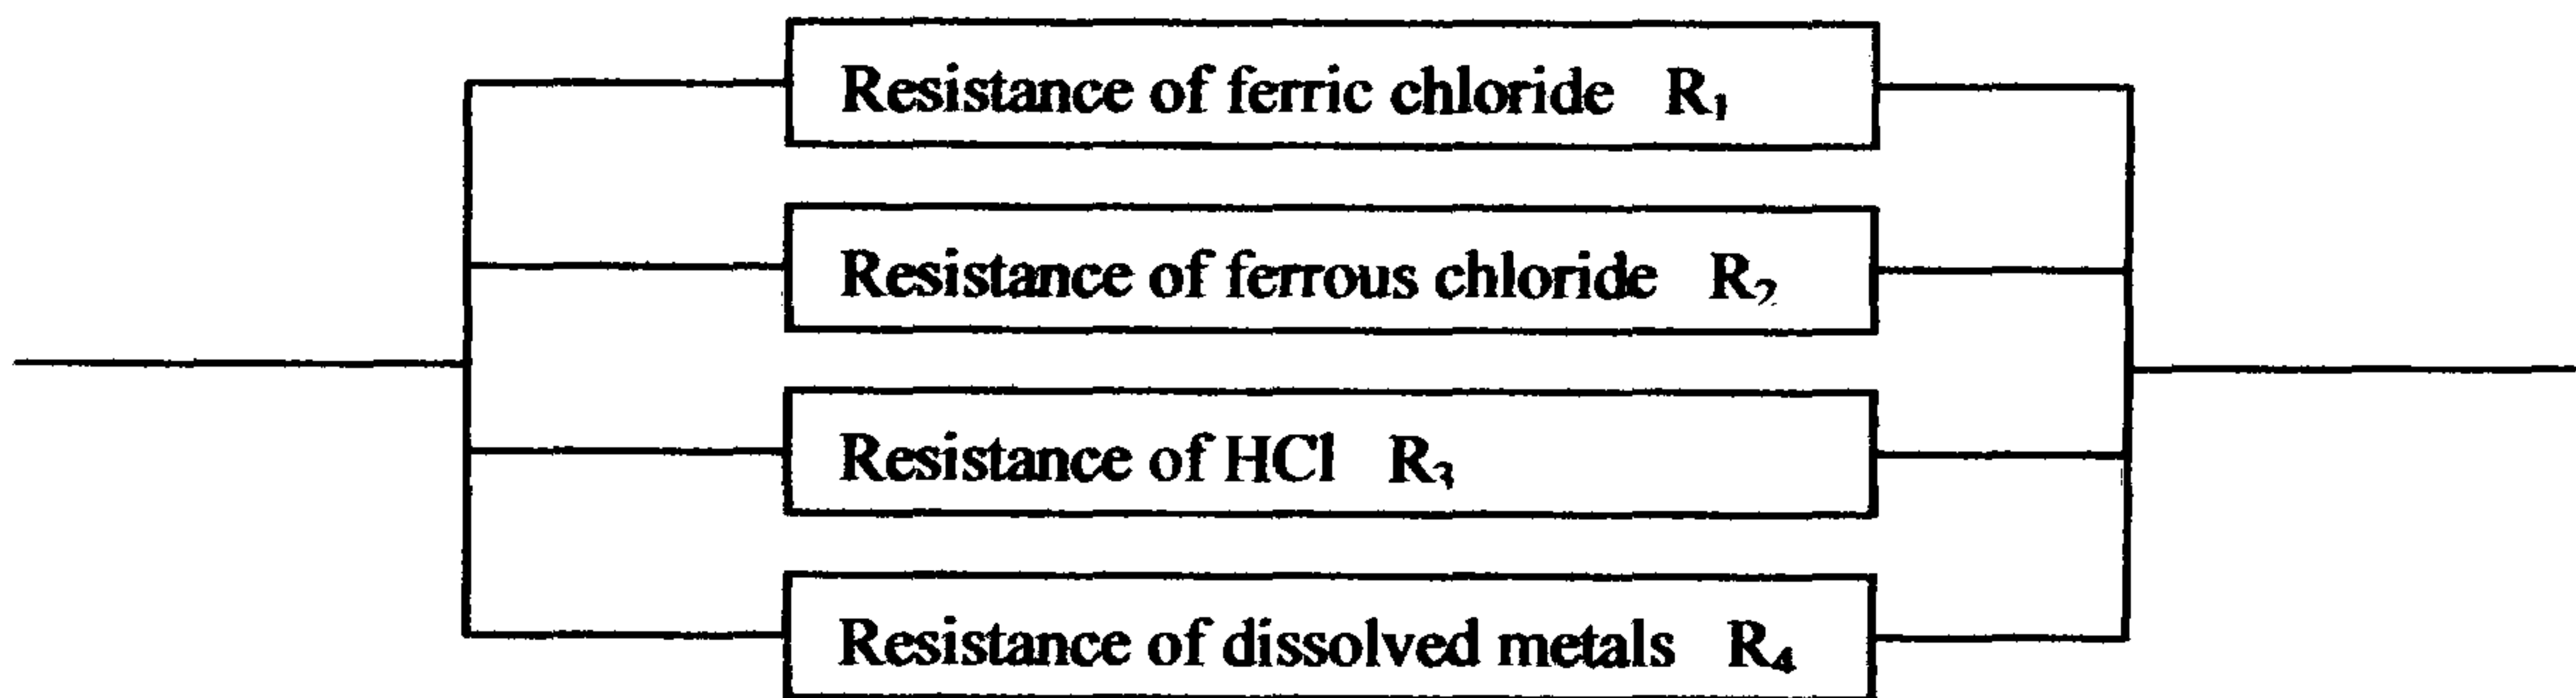 Resistance of ferric chloride R₁
Resistance of ferrous chloride R₂
Resistance of HCl R₃
Resistance of dissolved metals R₄